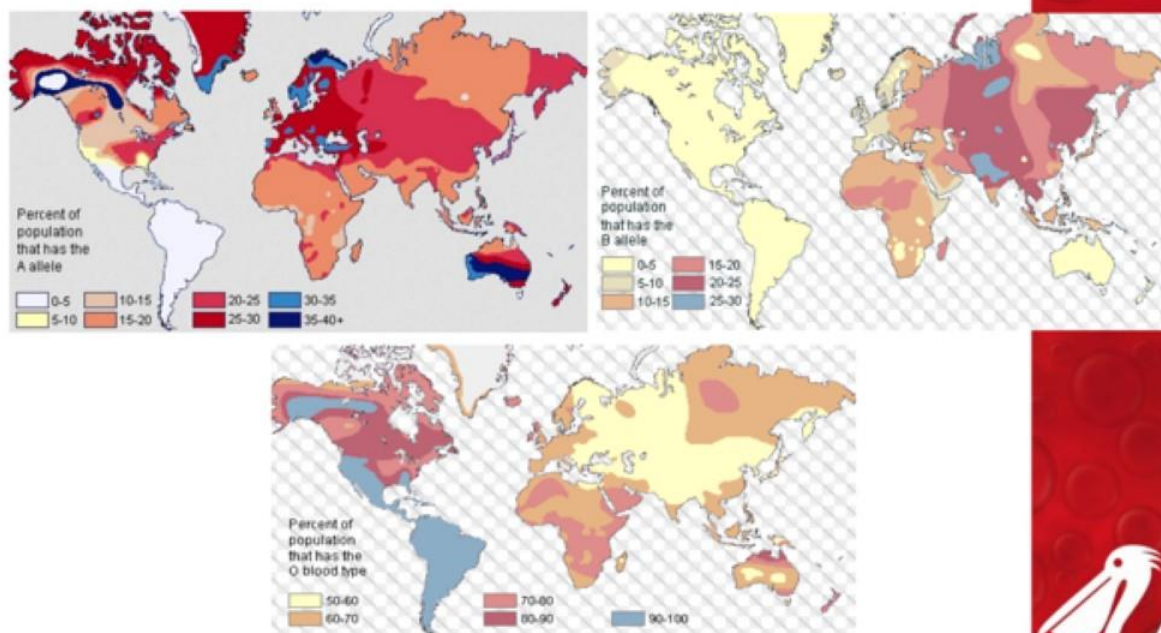 Percent of
population
that has the
A allele
0-5
10-15
20-25
30-35
5-10
15-20
25-30
35-40+
Percent of
population
that has the
B allele
0-5
15-20
5-10
20-25
10-15
25-30
Percent of
population
that has the
O blood type
50-60
70-80
60-70
80-90
90-100